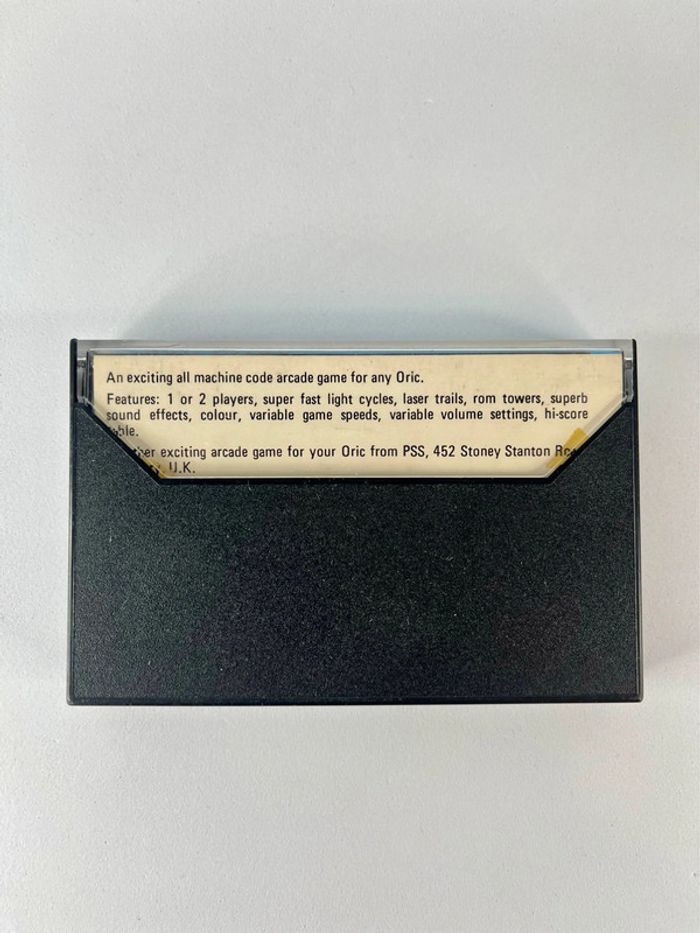 An exciting all machine code arcade game for any Oric.
Features: 1 or 2 players, super fast light cycles, laser trails, rom towers, superb
sound effects, colour, variable game speeds, variable volume settings, hi-score
exciting arcade game for your Oric from PSS, 452 Stoney Stanton
U.K.